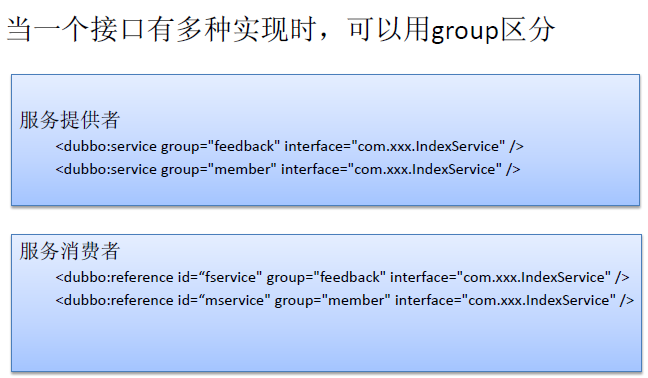 当一个接口有多种实现时，可以用group区分
服务提供者
<dubbo:service group="feedback" interface="com.xxx.IndexService" />
<dubbo:service group="member" interface="com.xxx.IndexService" />
服务消费者
<dubbo:reference id=“fservice" group="feedback" interface="com.xxx.IndexService" />
<dubbo:reference id=“mservice" group="member" interface="com.xxx.IndexService" />